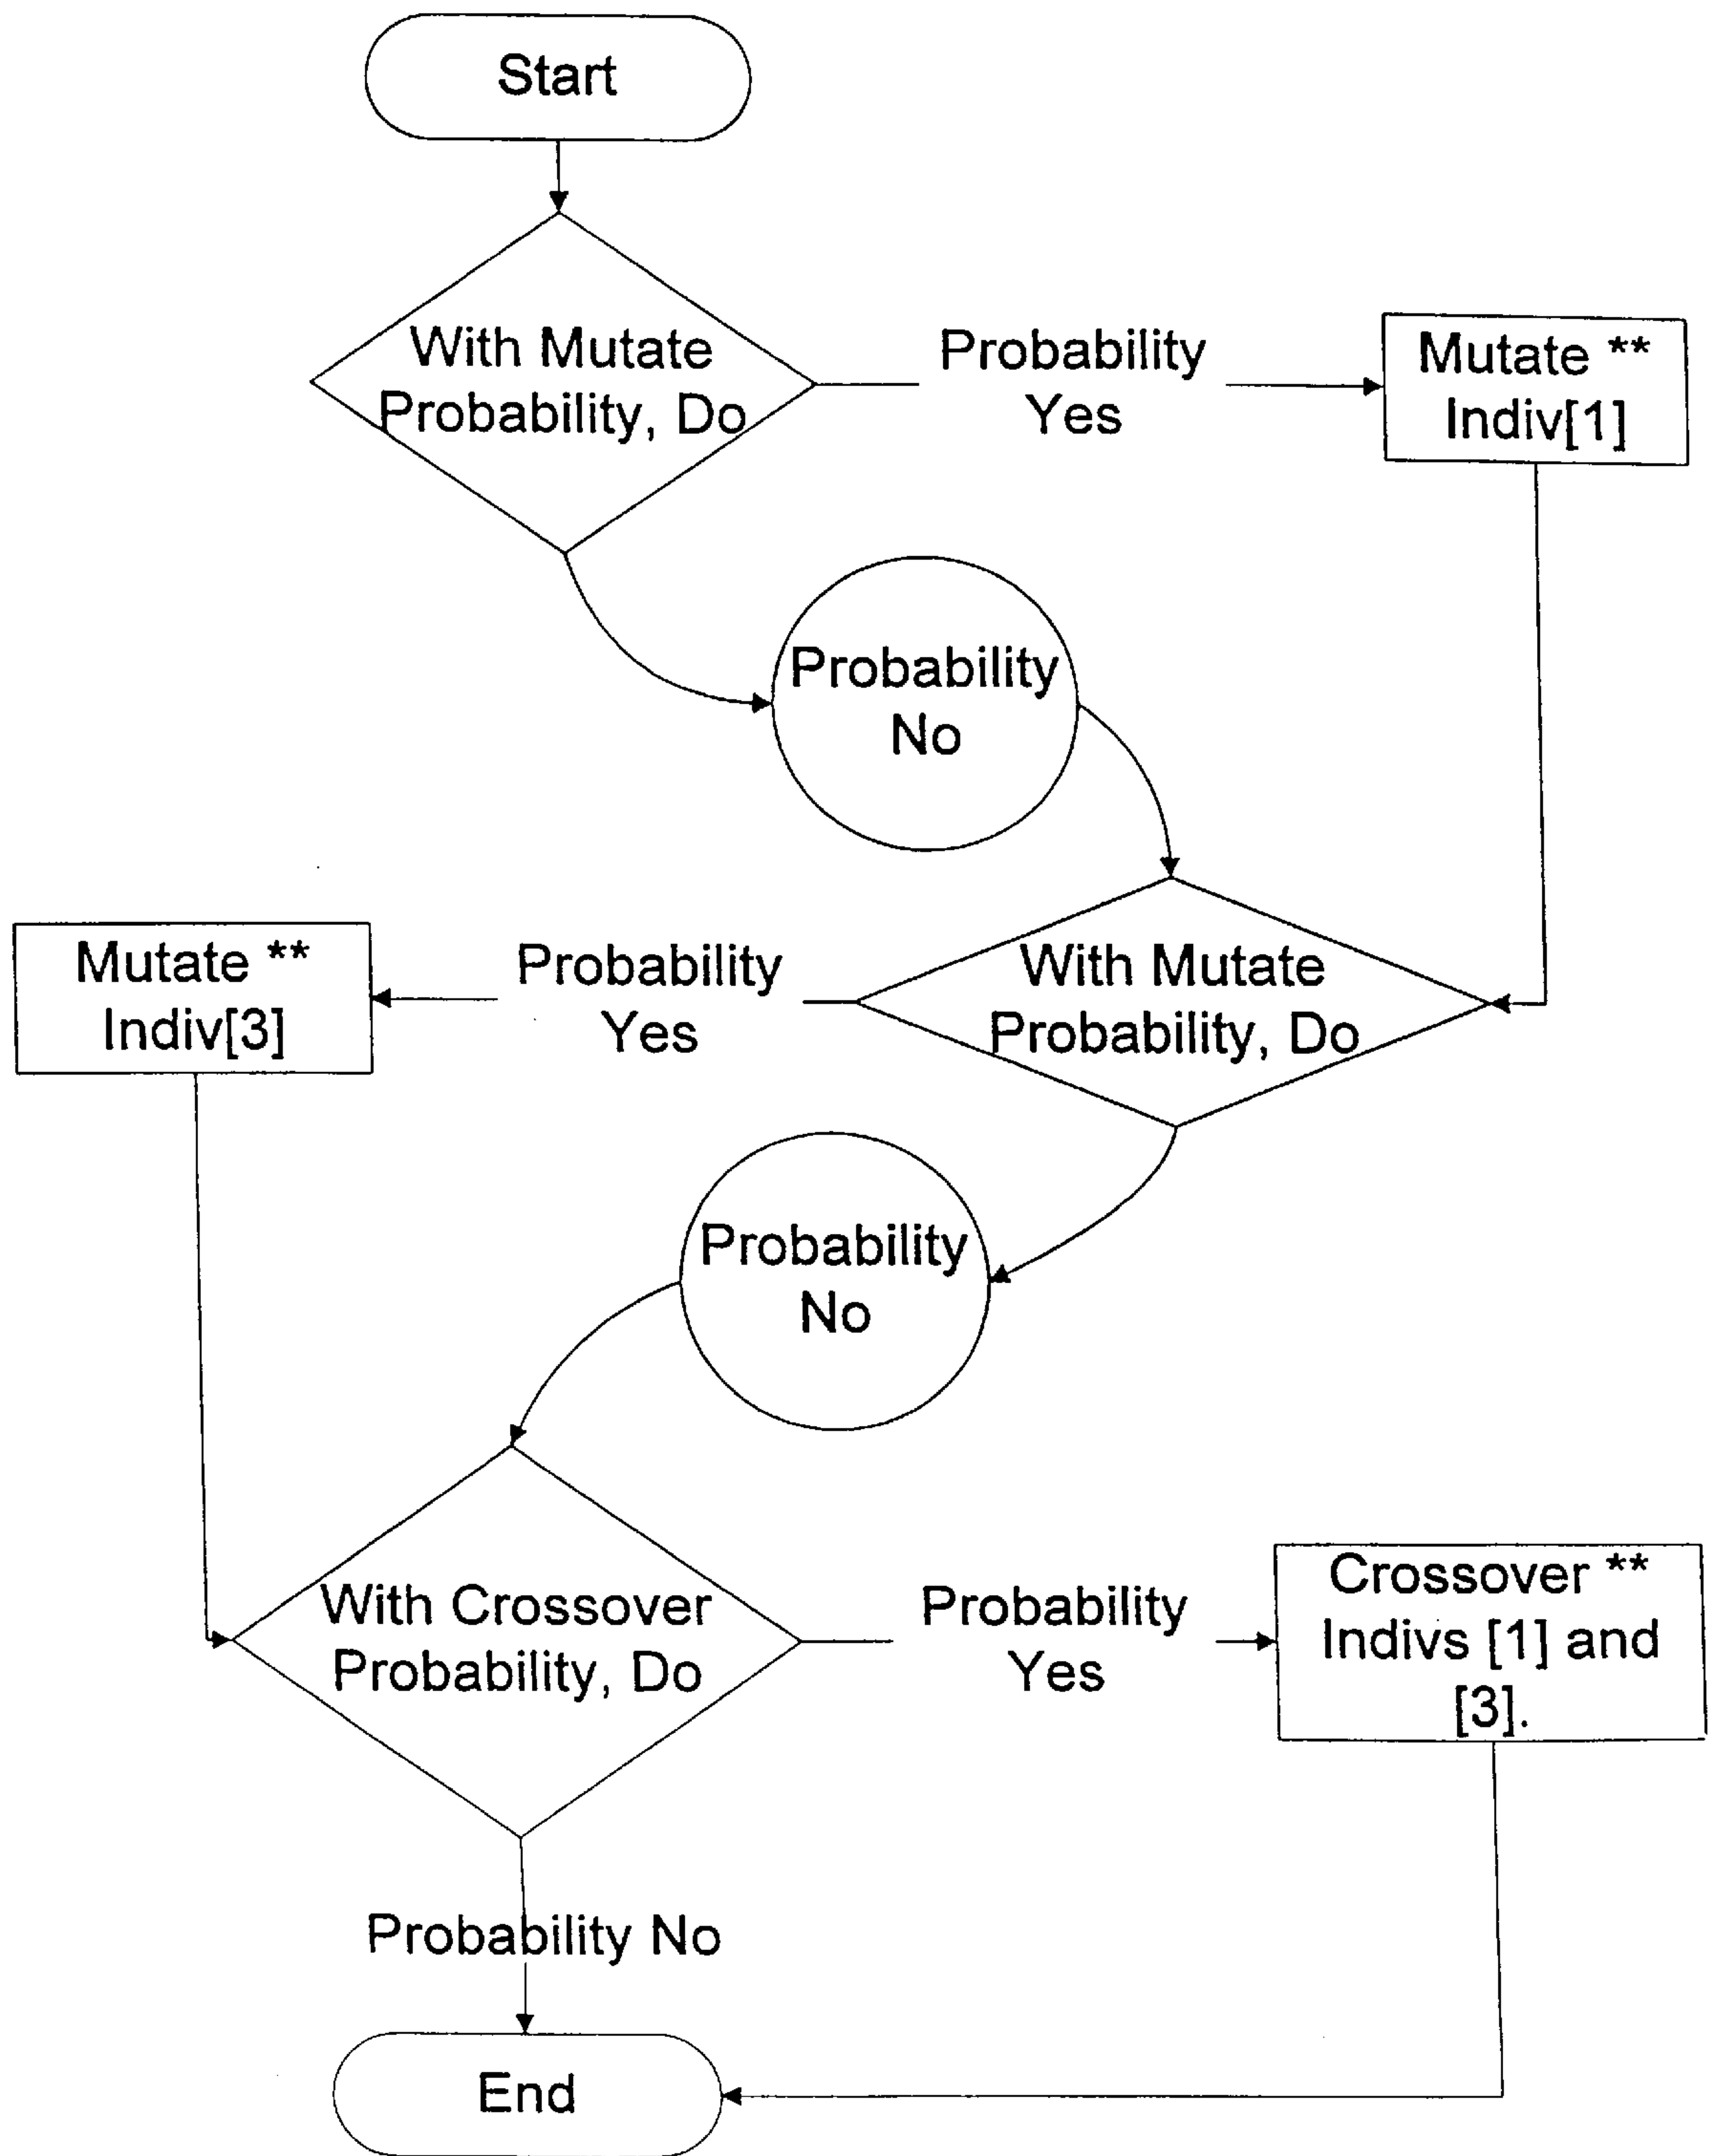 Start
With Mutate
Probability, Do
Probability
Yes
Mutate **
Indiv[1]
Probability
No
Mutate **
Indiv[3]
Probability
Yes
With Mutate
Probability, Do
Probability
No
With Crossover
Probability, Do
Probability
Yes
Crossover **
Indivs [1] and
[3].
Probability No
End